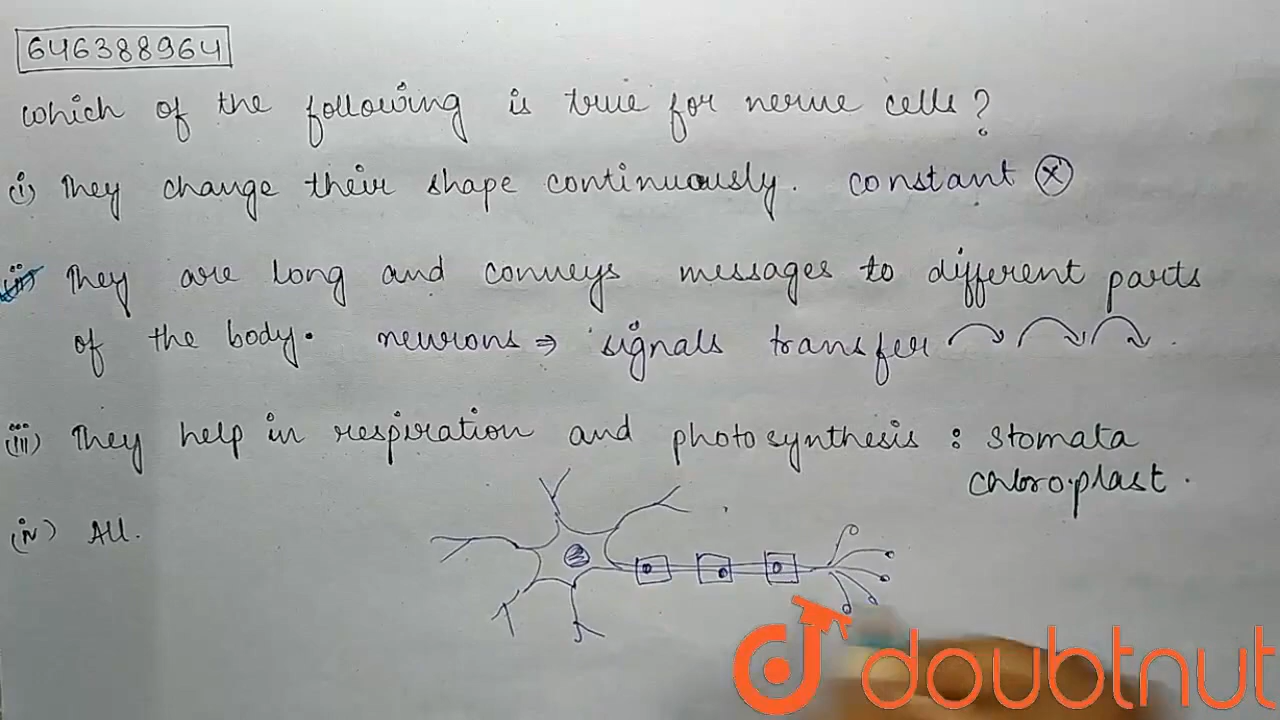 646388964
which of the following is true for nerve cells?
(i) They change their shape continuously. constant
(ii) They are long and conveys messages to different parts
of the body. neurons ⇒ signals transfer
(iii) They help in respiration and photosynthesis : stomata
chloroplast.
(iv) All.
doubtnut